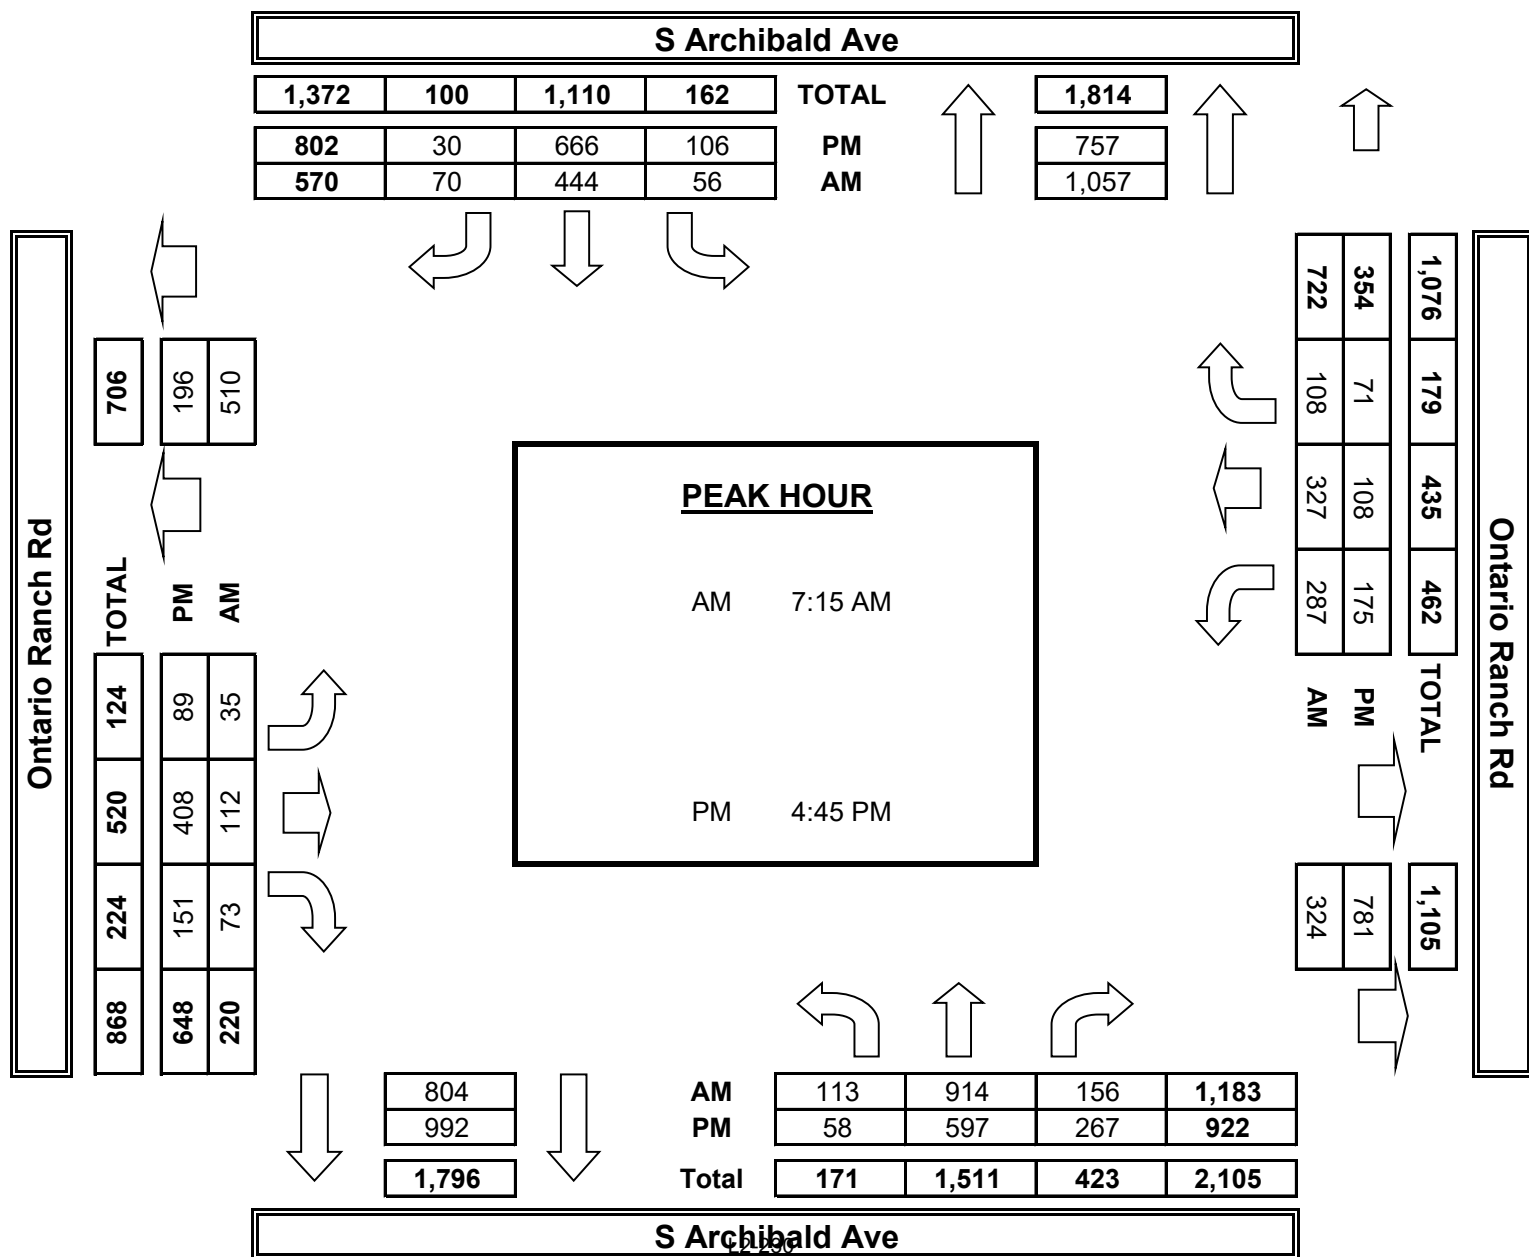 S Archibald Ave
1,372 100 1,110 162 TOTAL 1,814
802 30 666 106 PM 757
570 70 444 56 AM 1,057
Ontario Ranch Rd
706 196 510
TOTAL PM AM
124 89 35
520 408 112
224 151 73
868 648 220
PEAK HOUR
AM 7:15 AM
PM 4:45 PM
722 354 1,076
108 71 179
327 108 435
287 175 462
AM PM TOTAL
324 781 1,105
Ontario Ranch Rd
804 AM 113 914 156 1,183
992 PM 58 597 267 922
1,796 Total 171 1,511 423 2,105
S Archibald Ave
L2-230